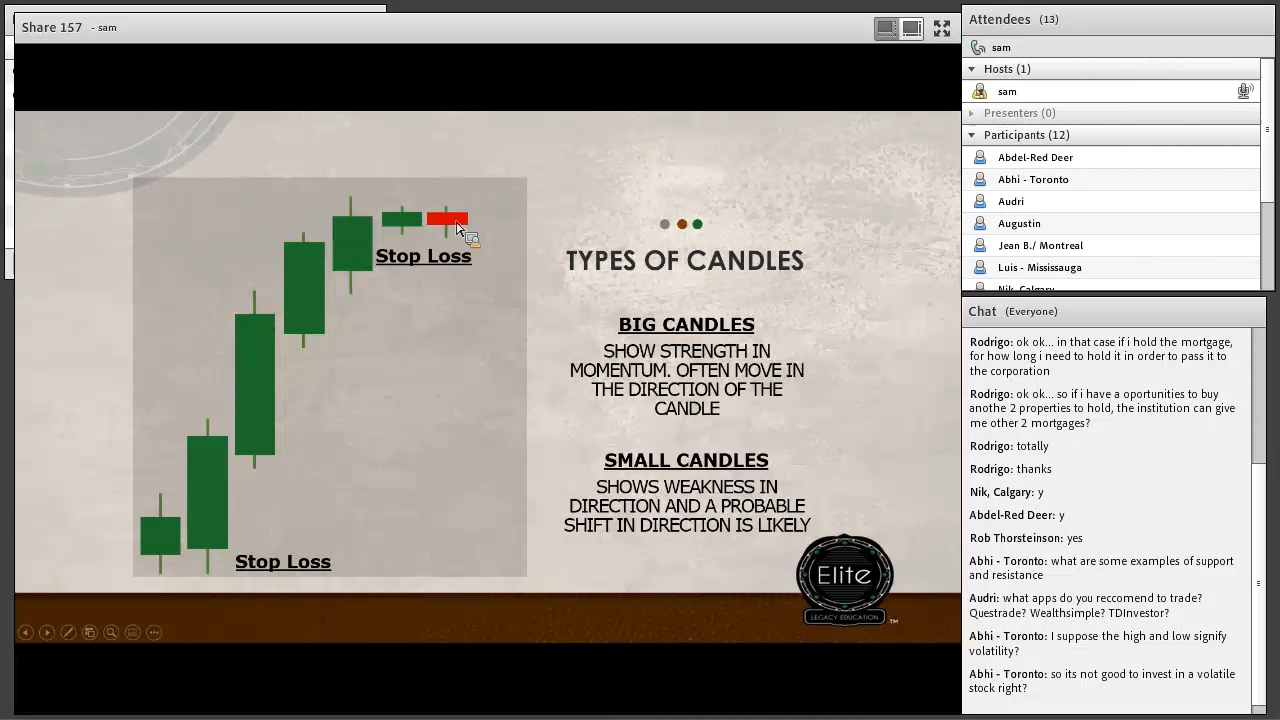 Share 157 - sam
Stop Loss
Stop Loss
TYPES OF CANDLES
BIG CANDLES
SHOW STRENGTH IN
MOMENTUM. OFTEN MOVE IN
THE DIRECTION OF THE
CANDLE
SMALL CANDLES
SHOWS WEAKNESS IN
DIRECTION AND A PROBABLE
SHIFT IN DIRECTION IS LIKELY
Elite
LEGACY EDUCATION
TM
Attendees (13)
sam
Hosts (1)
sam
Presenters (0)
Participants (12)
Abdel-Red Deer
Abhi - Toronto
Audri
Augustin
Jean B./ Montreal
Luis - Mississauga
Nik, Calgary
Chat (Everyone)
Rodrigo: ok ok... in that case if i hold the mortgage,
for how long i need to hold it in order to pass it to
the corporation
Rodrigo: ok ok... so if i have a oportunities to buy
anothe 2 properties to hold, the institution can give
me other 2 mortgages?
Rodrigo: totally
Rodrigo: thanks
Nik, Calgary: y
Abdel-Red Deer: y
Rob Thorsteinson: yes
Abhi - Toronto: what are some examples of support
and resistance
Audri: what apps do you reccomend to trade?
Questrade? Wealthsimple? TDInvestor?
Abhi - Toronto: I suppose the high and low signify
volatility?
Abhi - Toronto: so its not good to invest in a volatile
stock right?